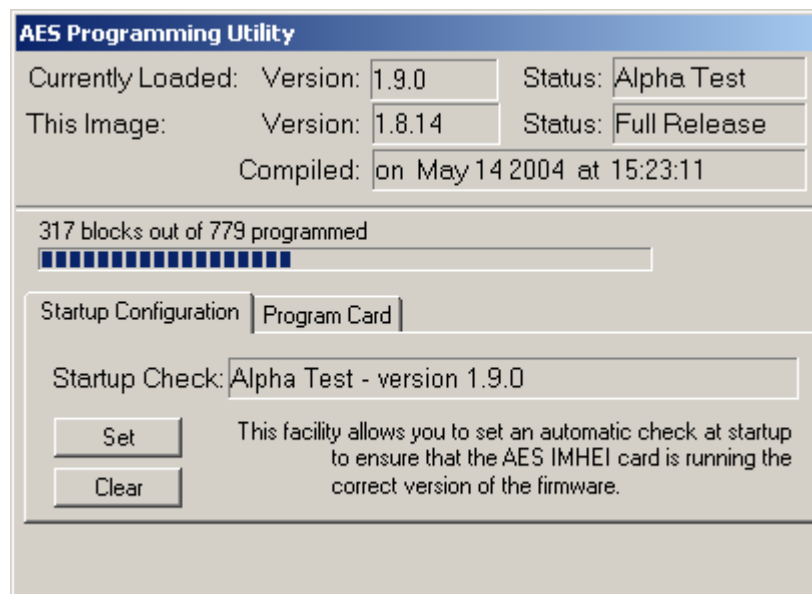 AES Programming Utility
Currently Loaded: Version: 1.9.0 Status: Alpha Test
This Image: Version: 1.8.14 Status: Full Release
Compiled: on May 14 2004 at 15:23:11
317 blocks out of 779 programmed
Startup Configuration Program Card
Startup Check: Alpha Test - version 1.9.0
Set
Clear
This facility allows you to set an automatic check at startup
to ensure that the AES IMHEI card is running the
correct version of the firmware.